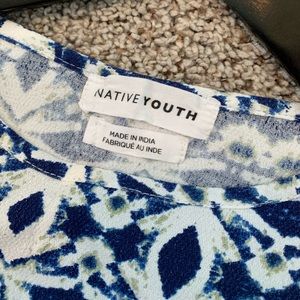 NATIVE YOUTH
MADE IN INDIA
FABRIQUÉ AU INDE